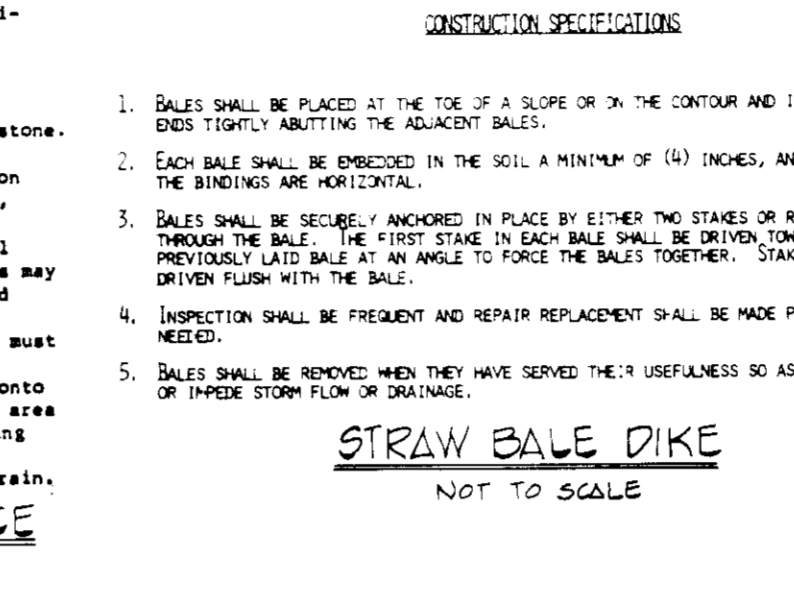 i-
stone.
on
,
l
s may
d
must
onto
area
ng
rain.
CE
CONSTRUCTION SPECIFICATIONS
1. BALES SHALL BE PLACED AT THE TOE OF A SLOPE OR ON THE CONTOUR AND I
ENDS TIGHTLY ABUTTING THE ADJACENT BALES.
2. EACH BALE SHALL BE EMBEDDED IN THE SOIL A MINIMUM OF (4) INCHES, AN
THE BINDINGS ARE HORIZONTAL.
3. BALES SHALL BE SECURELY ANCHORED IN PLACE BY EITHER TWO STAKES OR R
THROUGH THE BALE. THE FIRST STAKE IN EACH BALE SHALL BE DRIVEN TOW
PREVIOUSLY LAID BALE AT AN ANGLE TO FORCE THE BALES TOGETHER. STAK
DRIVEN FLUSH WITH THE BALE.
4. INSPECTION SHALL BE FREQUENT AND REPAIR REPLACEMENT SHALL BE MADE P
NEEDED.
5. BALES SHALL BE REMOVED WHEN THEY HAVE SERVED THEIR USEFULNESS SO AS
OR IMPEDE STORM FLOW OR DRAINAGE.
STRAW BALE DIKE
NOT TO SCALE